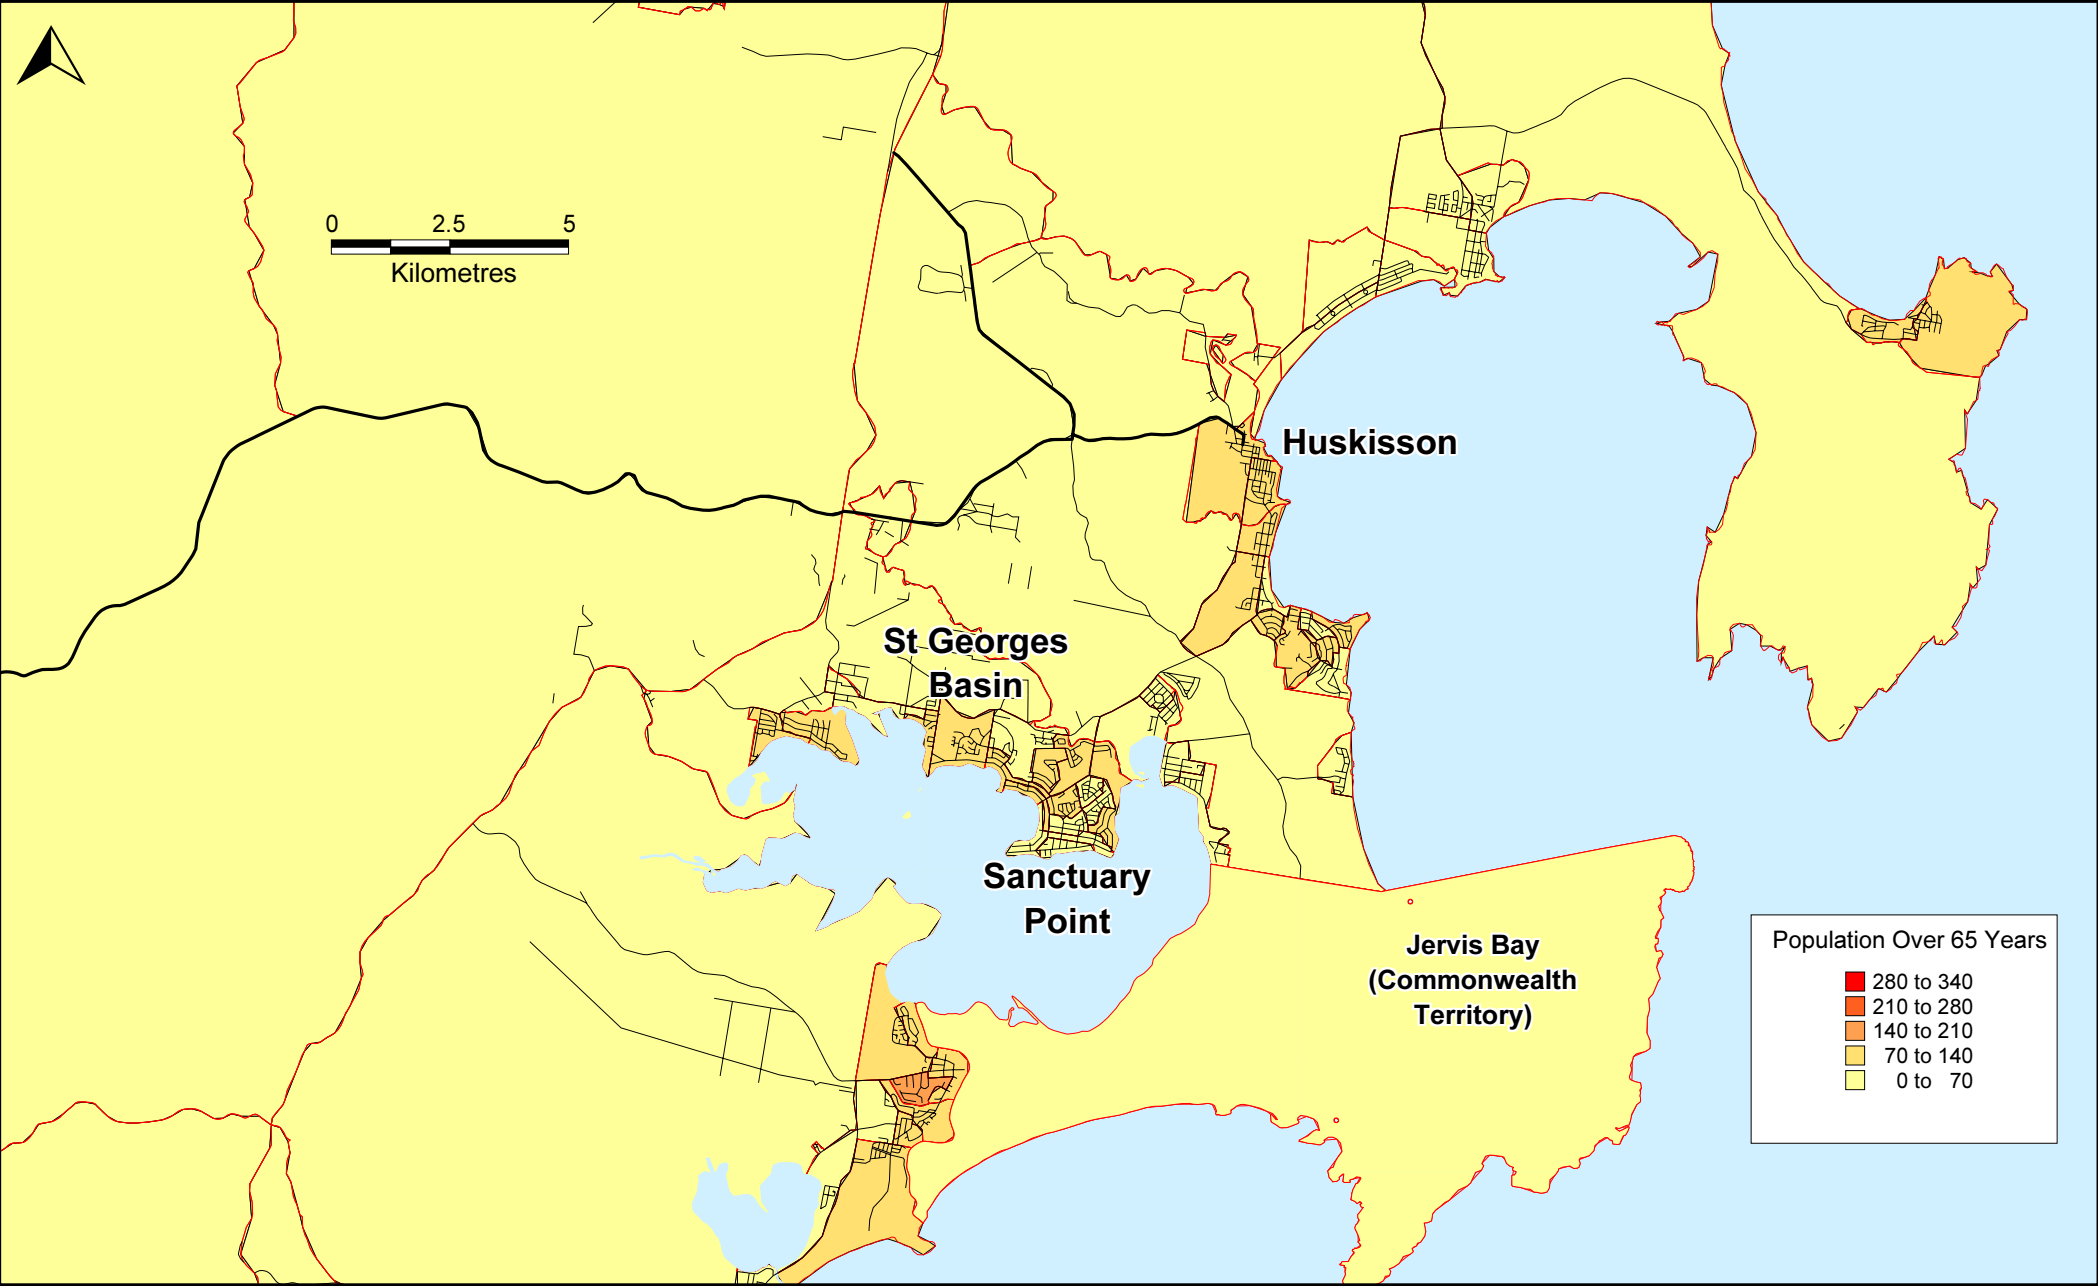 0 2.5 5
Kilometres
Huskisson
St Georges
Basin
Sanctuary
Point
Jervis Bay
(Commonwealth
Territory)
Population Over 65 Years
280 to 340
210 to 280
140 to 210
70 to 140
0 to 70